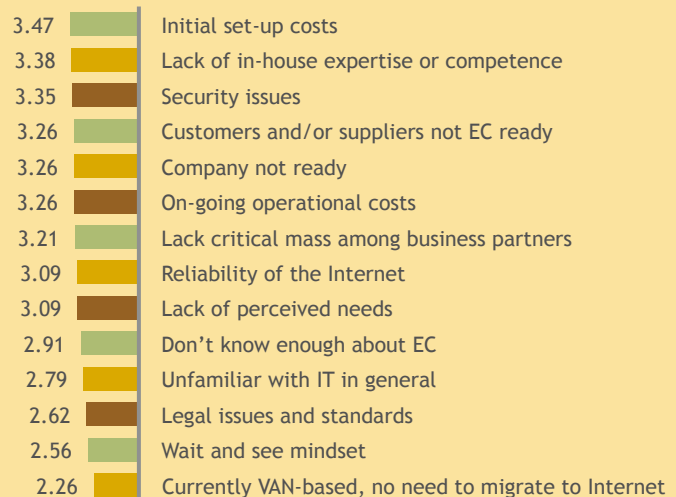 3.47 Initial set-up costs
3.38 Lack of in-house expertise or competence
3.35 Security issues
3.26 Customers and/or suppliers not EC ready
3.26 Company not ready
3.26 On-going operational costs
3.21 Lack critical mass among business partners
3.09 Reliability of the Internet
3.09 Lack of perceived needs
2.91 Don’t know enough about EC
2.79 Unfamiliar with IT in general
2.62 Legal issues and standards
2.56 Wait and see mindset
2.26 Currently VAN-based, no need to migrate to Internet